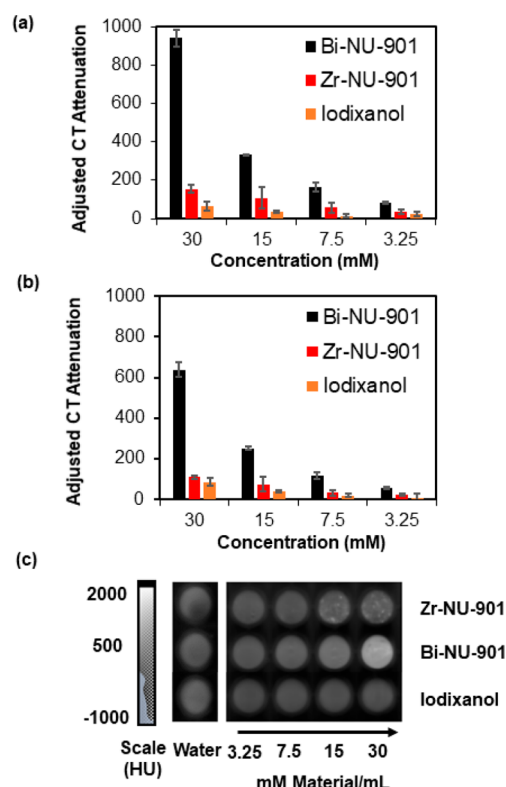 (a)
Adjusted CT Attenuation
1000
800
600
400
200
0
Bi-NU-901
Zr-NU-901
Iodixanol
30 15 7.5 3.25
Concentration (mM)
(b)
Adjusted CT Attenuation
1000
800
600
400
200
0
Bi-NU-901
Zr-NU-901
Iodixanol
30 15 7.5 3.25
Concentration (mM)
(c)
2000
500
-1000
Scale
(HU)
Water
Zr-NU-901
Bi-NU-901
Iodixanol
3.25 7.5 15 30
mM Material/mL